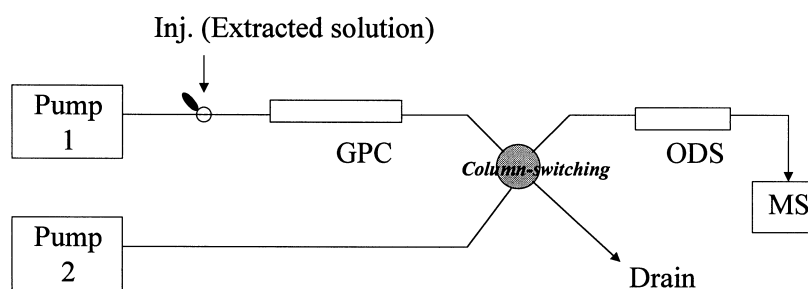 Inj. (Extracted solution)
Pump
1
GPC
Column-switching
ODS
MS
Pump
2
Drain